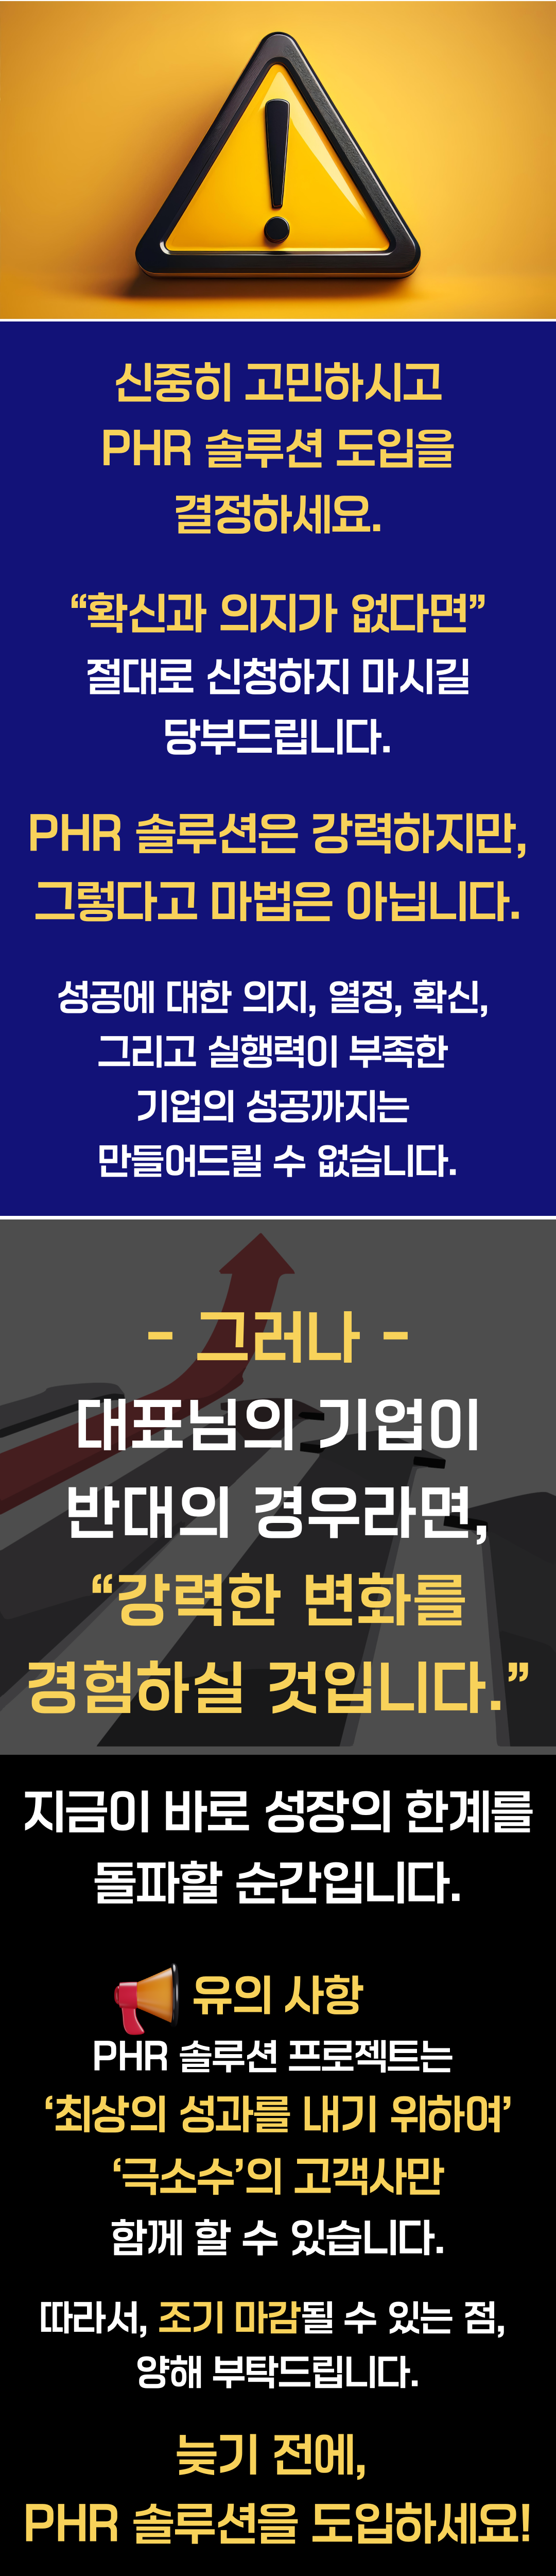 신중히 고민하시고
PHR 솔루션 도입을
결정하세요.
“확신과 의지가 없다면”
절대로 신청하지 마시길
당부드립니다.
PHR 솔루션은 강력하지만,
그렇다고 마법은 아닙니다.
성공에 대한 의지, 열정, 확신,
그리고 실행력이 부족한
기업의 성공까지는
만들어드릴 수 없습니다.
- 그러나 -
대표님의 기업이
반대의 경우라면,
“강력한 변화를
경험하실 것입니다.”
지금이 바로 성장의 한계를
돌파할 순간입니다.
유의 사항
PHR 솔루션 프로젝트는
‘최상의 성과를 내기 위하여’
‘극소수’의 고객사만
함께 할 수 있습니다.
따라서, 조기 마감될 수 있는 점,
양해 부탁드립니다.
늦기 전에,
PHR 솔루션을 도입하세요!